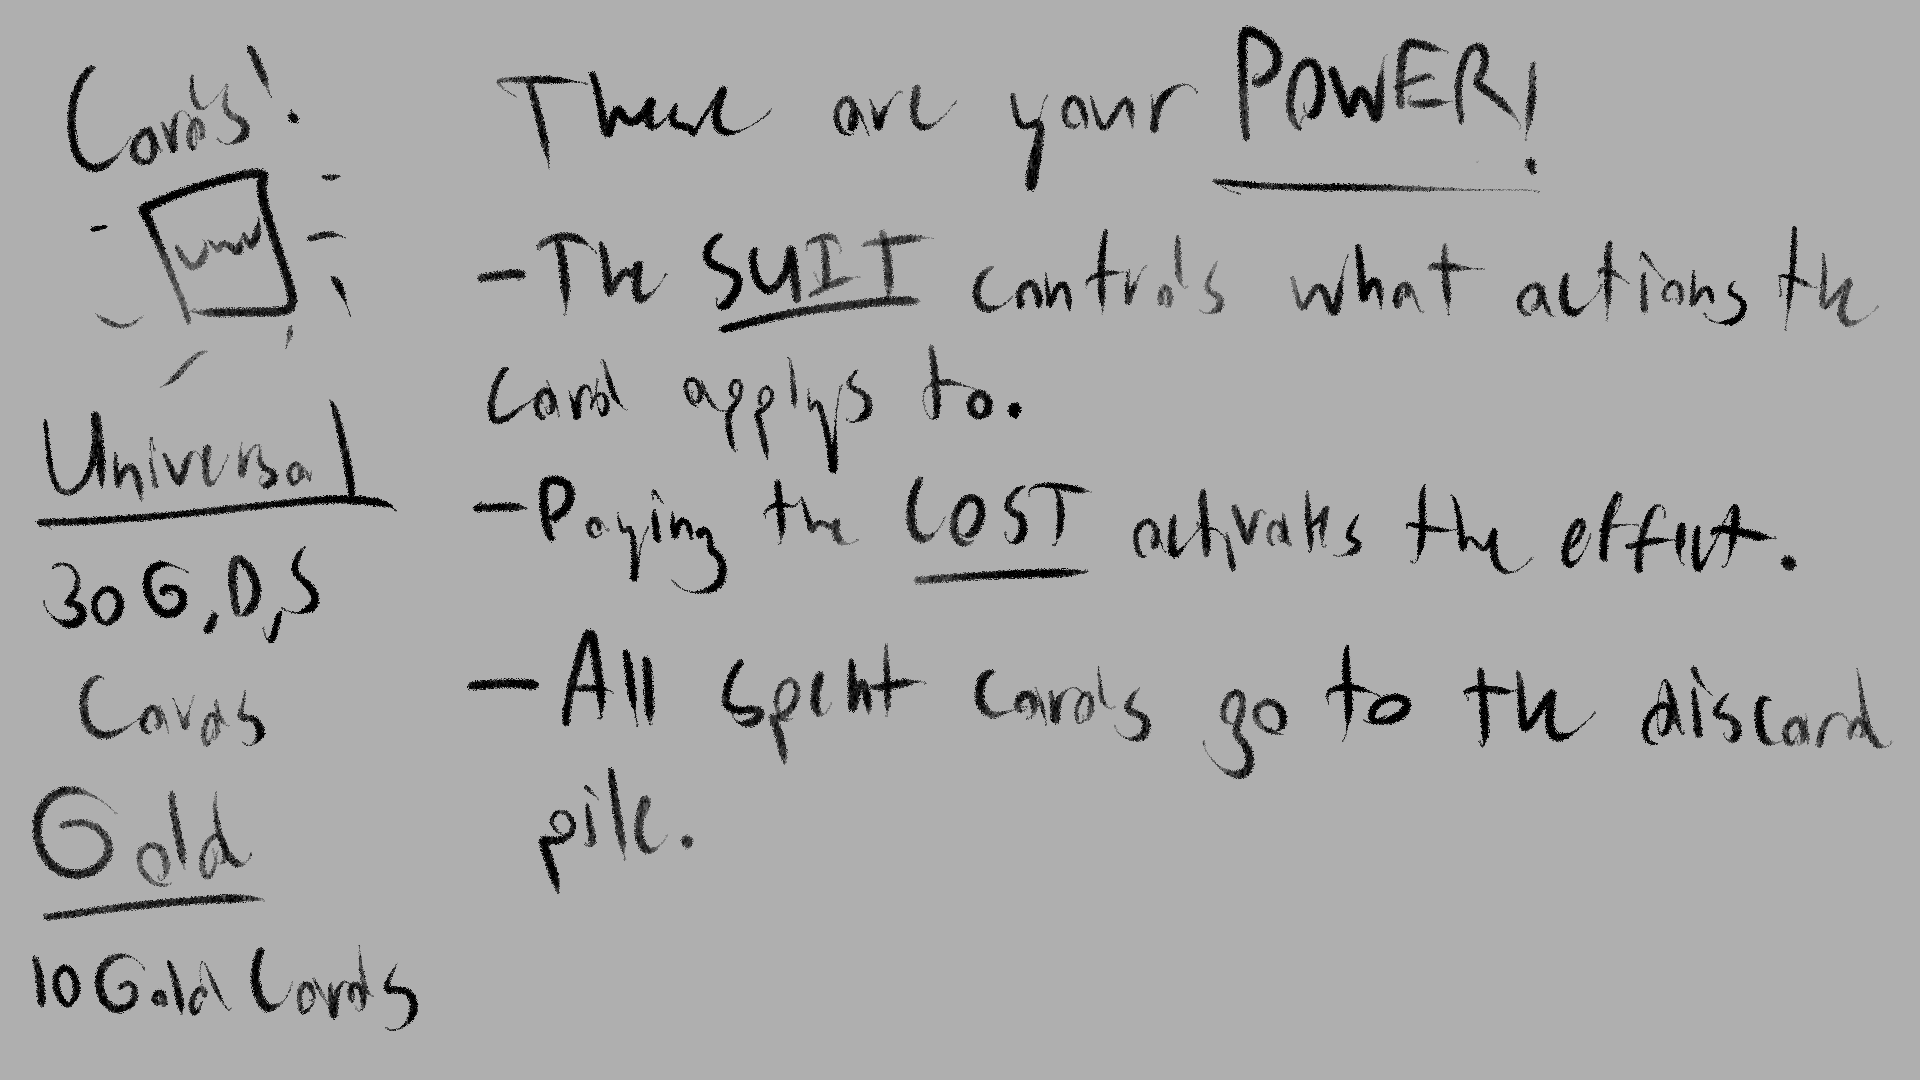 Cards!
Universal
30 G, D, S
Cards
Gold
10 Gold Cards
These are your POWER!
- The SUIT controls what actions the
card applys to.
- Paying the COST activates the effect.
- All spent cards go to the discard
pile.